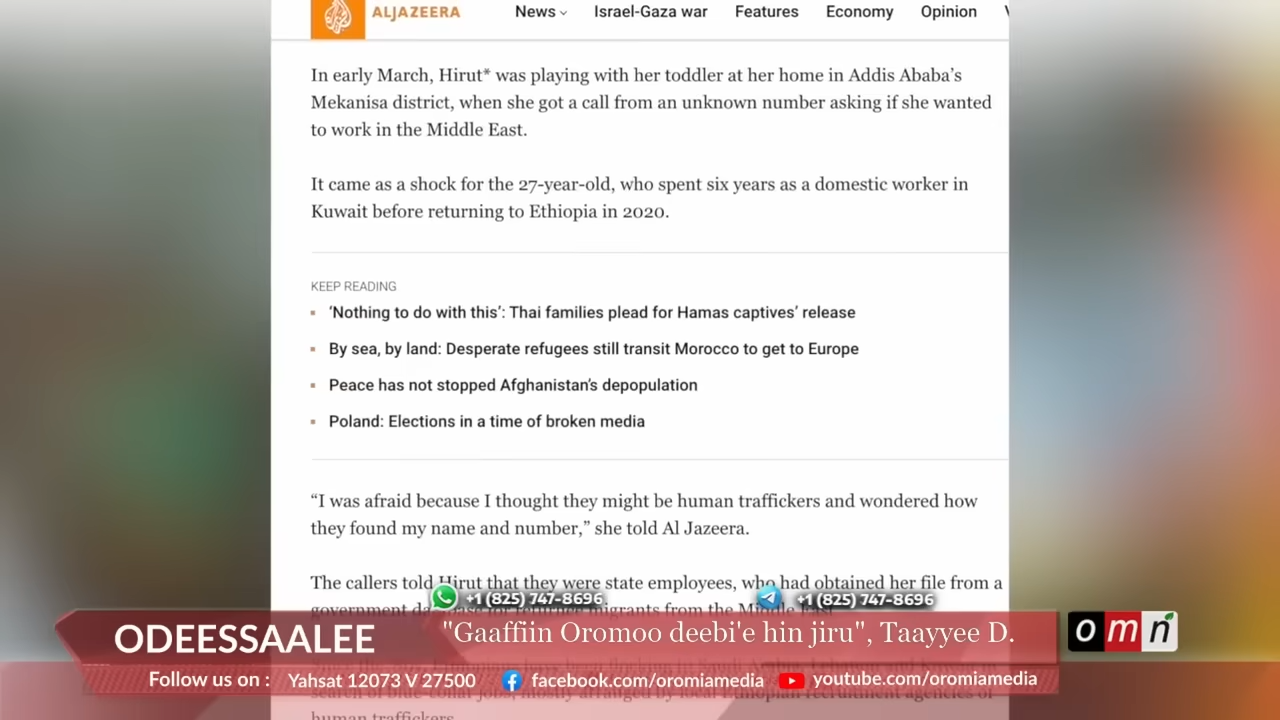 ALJAZEERA
News
Israel-Gaza war
Features
Economy
Opinion
In early March, Hirut* was playing with her toddler at her home in Addis Ababa’s
Mekanisa district, when she got a call from an unknown number asking if she wanted
to work in the Middle East.
It came as a shock for the 27-year-old, who spent six years as a domestic worker in
Kuwait before returning to Ethiopia in 2020.
KEEP READING
‘Nothing to do with this’: Thai families plead for Hamas captives’ release
By sea, by land: Desperate refugees still transit Morocco to get to Europe
Peace has not stopped Afghanistan’s depopulation
Poland: Elections in a time of broken media
“I was afraid because I thought they might be human traffickers and wondered how
they found my name and number,” she told Al Jazeera.
The callers told Hirut that they were state employees, who had obtained her file from a
+1 (825) 747-8696
+1 (825) 747-8696
government migrants from the Middle East.
ODEESSAALEE
"Gaaffiin Oromoo deebi'e hin jiru", Taayyee D.
omn
Follow us on : Yahsat 12073 V 27500 facebook.com/oromiamedia youtube.com/oromiamedia
human traffickers.